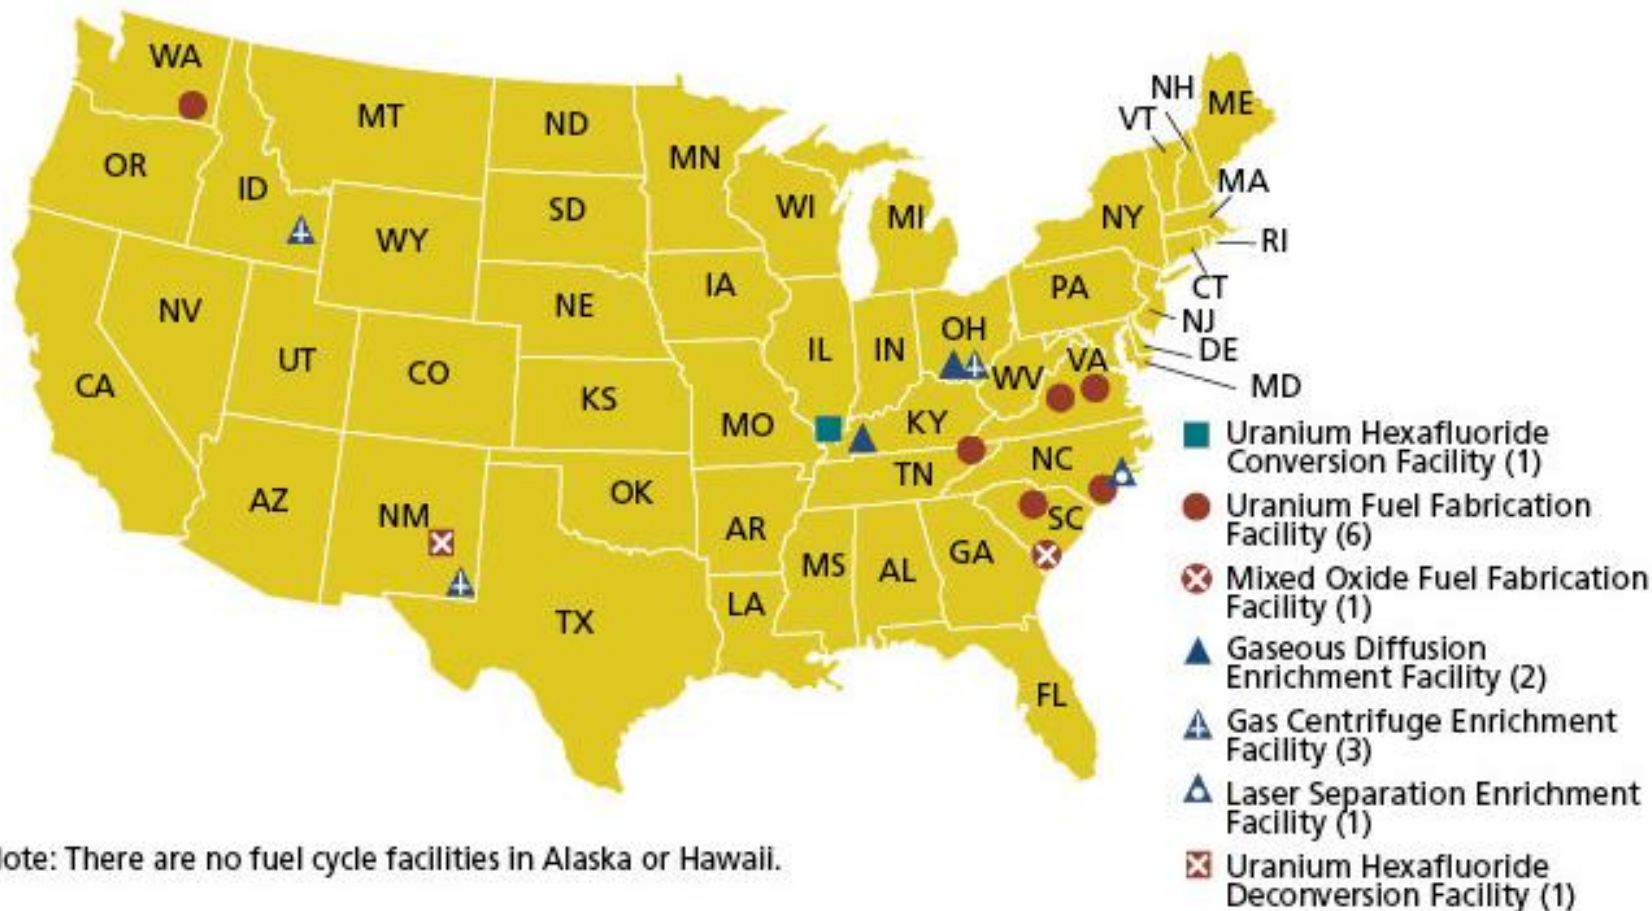 WA
MT
ND
MN
OR
ID
SD
WI
MI
WY
NY
NH
VT
ME
MA
RI
CT
NJ
DE
MD
PA
IA
NE
NV
UT
CO
CA
KS
MO
IL
IN
OH
WV
VA
KY
TN
NC
SC
AZ
NM
OK
AR
TX
LA
MS
AL
GA
FL
Uranium Hexafluoride
Conversion Facility (1)
Uranium Fuel Fabrication
Facility (6)
Mixed Oxide Fuel Fabrication
Facility (1)
Gaseous Diffusion
Enrichment Facility (2)
Gas Centrifuge Enrichment
Facility (3)
Laser Separation Enrichment
Facility (1)
Uranium Hexafluoride
Deconversion Facility (1)
ote: There are no fuel cycle facilities in Alaska or Hawaii.